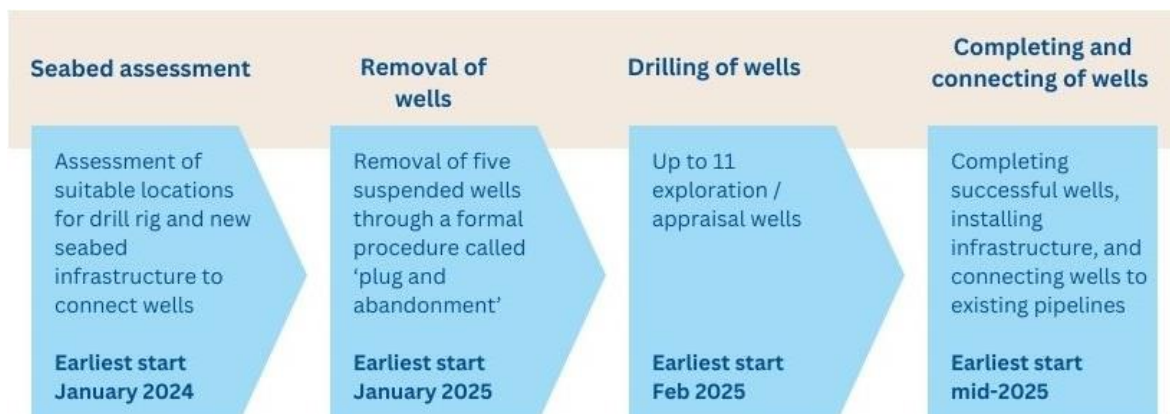 Seabed assessment
Removal of
wells
Drilling of wells
Completing and
connecting of wells
Assessment of
suitable locations
for drill rig and new
seabed
infrastructure to
connect wells
Earliest start
January 2024
Removal of five
suspended wells
through a formal
procedure called
‘plug and
abandonment’
Earliest start
January 2025
Up to 11
exploration /
appraisal wells
Earliest start
Feb 2025
Completing
successful wells,
installing
infrastructure, and
connecting wells to
existing pipelines
Earliest start
mid-2025